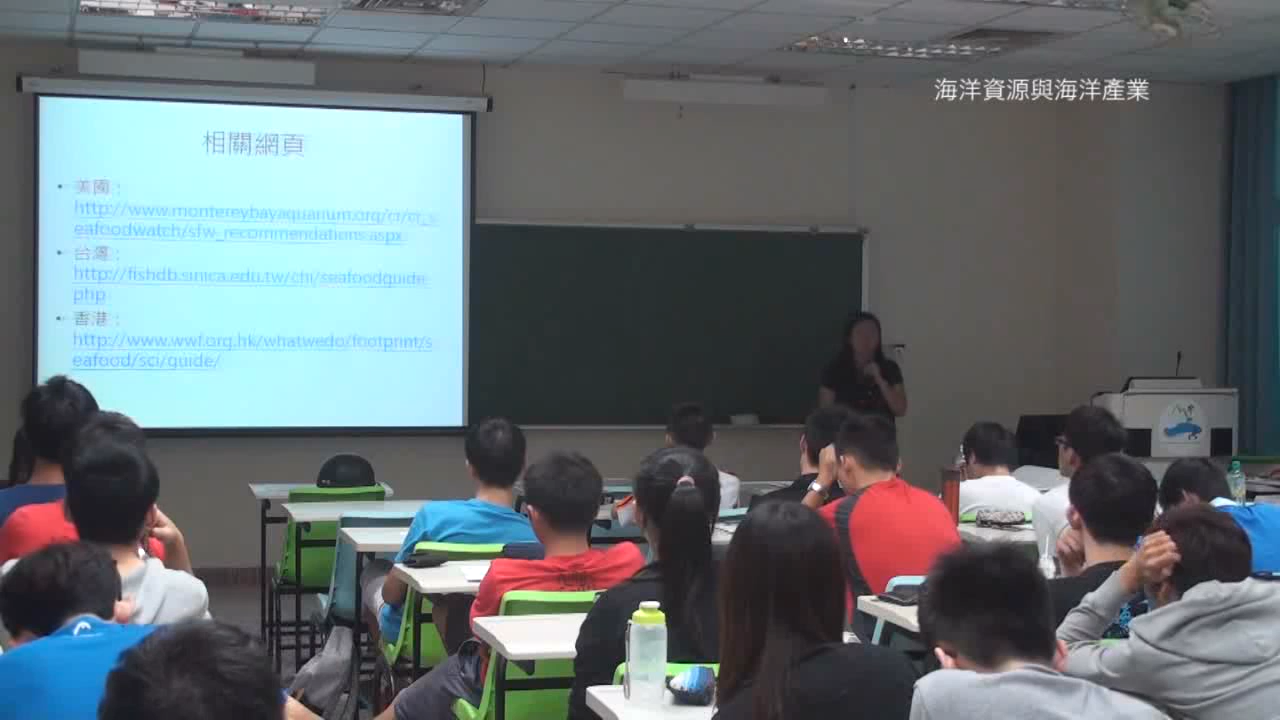 海洋資源與海洋產業
相關網頁
• 美國：
http://www.montereybayaquarium.org/cr/cr_s
eafoodwatch/sfw_recommendations.aspx
• 台灣：
http://fishdb.sinica.edu.tw/chi/seafoodguide.
php
• 香港：
http://www.wwf.org.hk/whatwedo/footprint/s
eafood/sci/guide/